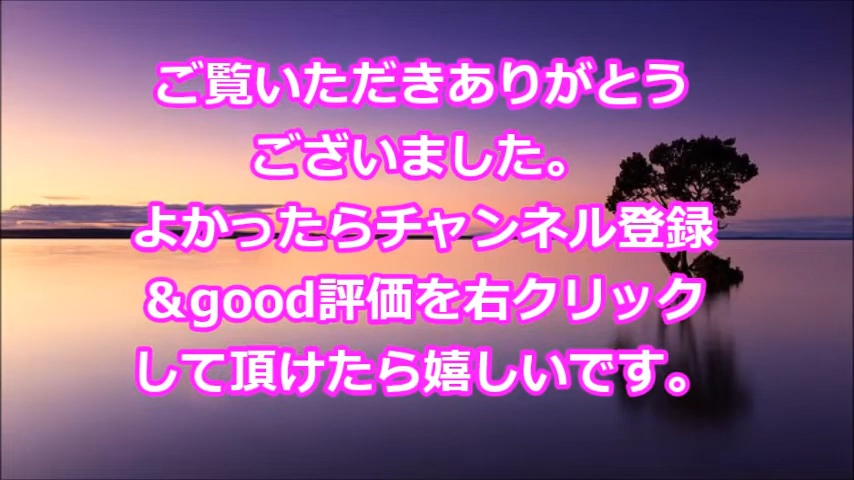 ご覧いただきありがとう
ございました。
よかったらチャンネル登録
&good評価を右クリック
して頂けたら嬉しいです。